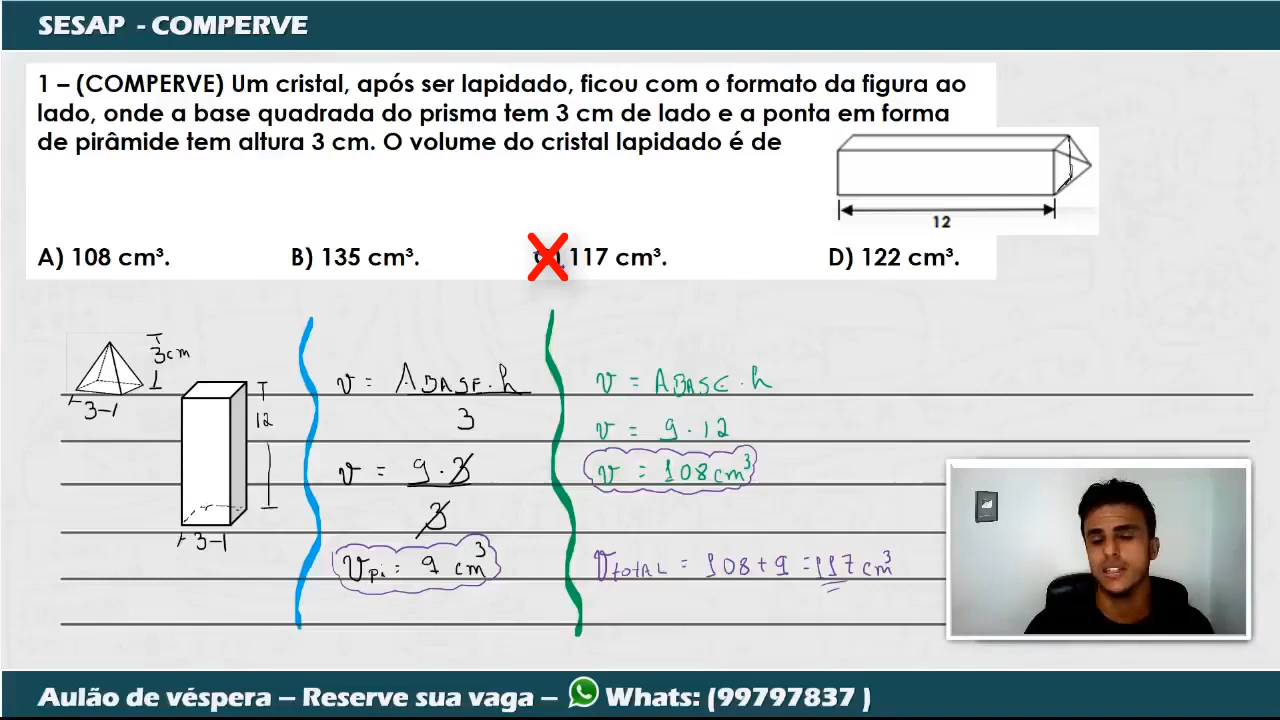 SESAP - COMPERVE
1 – (COMPERVE) Um cristal, após ser lapidado, ficou com o formato da figura ao
lado, onde a base quadrada do prisma tem 3 cm de lado e a ponta em forma
de pirâmide tem altura 3 cm. O volume do cristal lapidado é de
12
A) 108 cm³. B) 135 cm³. 117 cm³. D) 122 cm³.
3cm
3
12
3
V = ABASE.h
3
V = 9.3
3
Vpi = 9 cm³
V = ABASE.h
V = 9.12
V = 108cm³
VTOTAL = 108+9 = 117 cm³
Aulão de véspera – Reserve sua vaga – Whats: (99797837 )